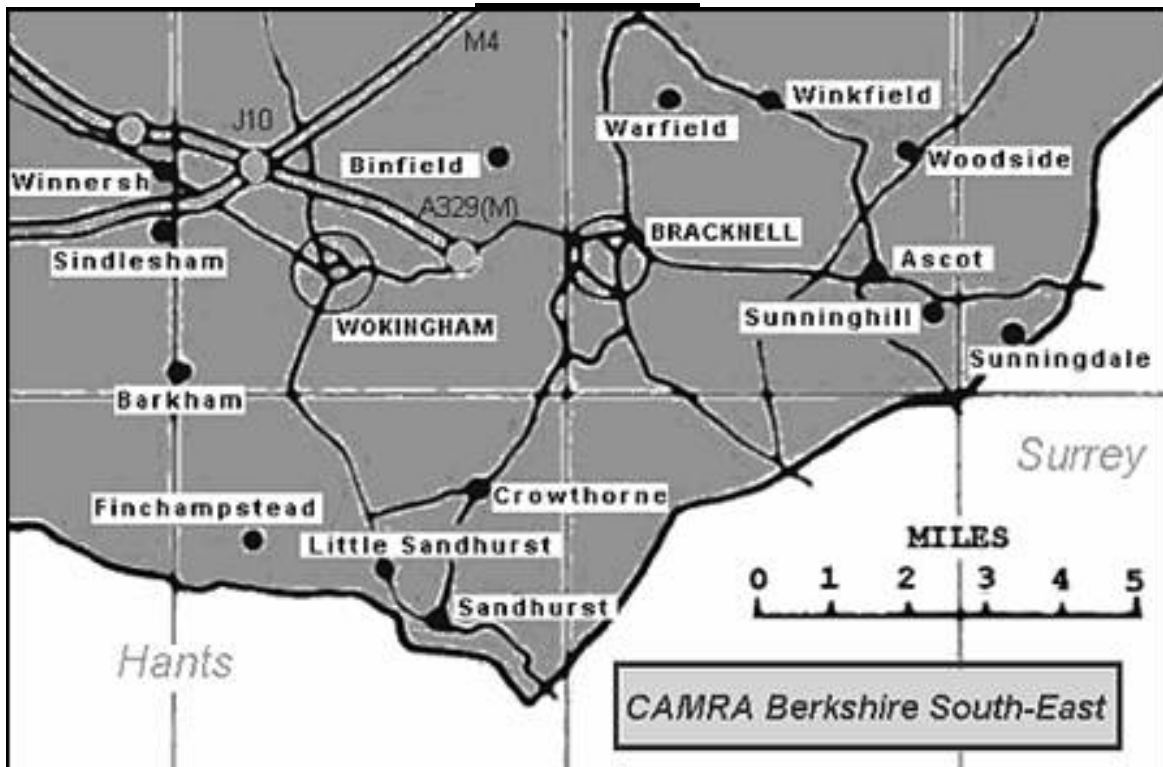 M4
J10
Winkfield
Warfield
Binfield
Woodside
Winnersh
A329(M)
BRACKNELL
Sindlesham
Ascot
WOKINGHAM
Sunninghill
Sunningdale
Barkham
Surrey
Crowthorne
Finchampstead
Little Sandhurst
MILES
0 1 2 3 4 5
Sandhurst
Hants
CAMRA Berkshire South-East